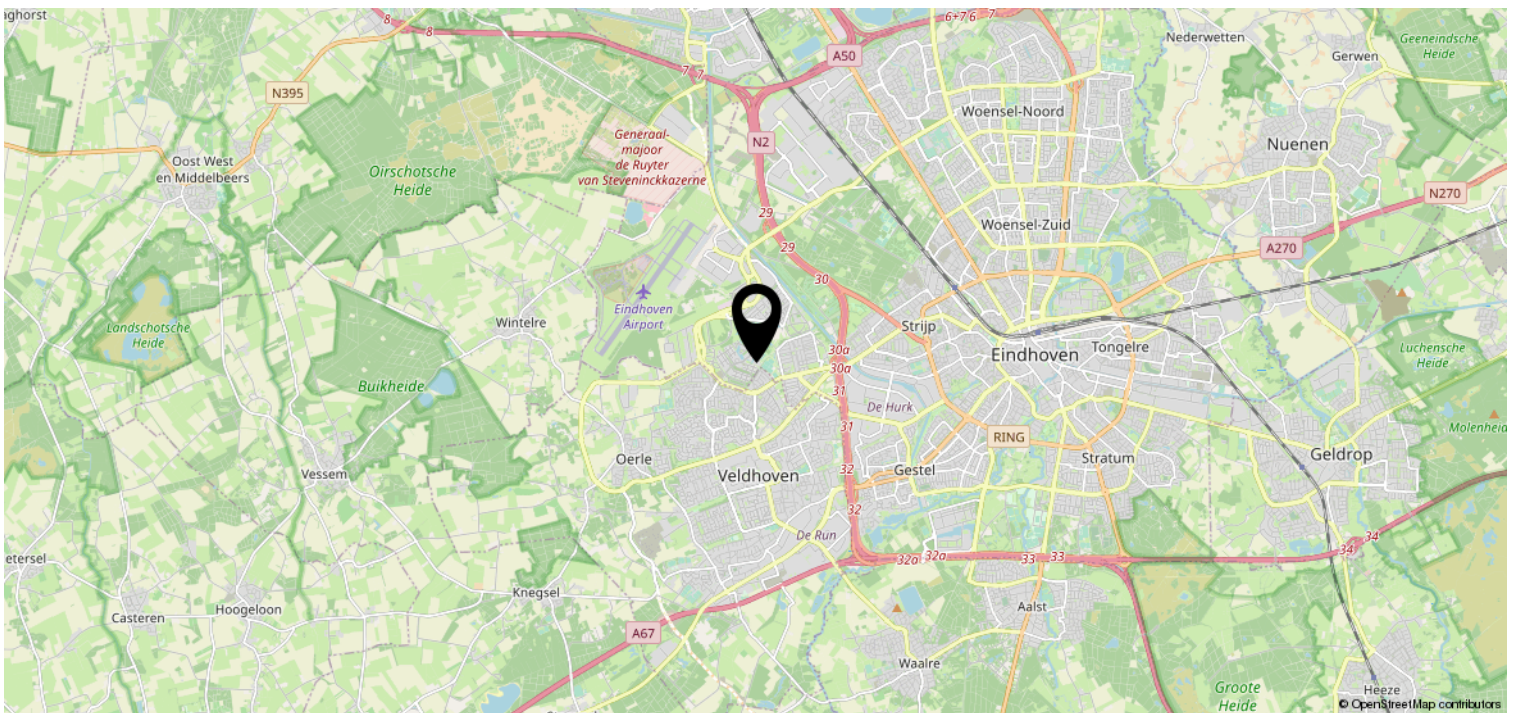 8
8
6+7
6
7
Nederwetten
Geeneindsche
Heide
A50
Gerwen
7
7
N395
Woensel-Noord
N2
Generaal-
majoor
de Ruyter
van Steveninckkazerne
Nuenen
Oost West
en Middelbeers
Oirschotsche
Heide
N270
29
Woensel-Zuid
29
A270
30
Eindhoven
Airport
Wintelre
Landschotsche
Heide
Strijp
Eindhoven
Tongelre
Luchensche
Heide
30a
30a
Buikheide
31
De Hurk
31
RING
Oerle
Vessem
Veldhoven
32
Gestel
Stratum
Geldrop
32
De Run
34
34
32a
32a
33
33
Knegsel
Hoogeloon
Casteren
Aalst
A67
Waalre
Groote
Heide
Heeze
© OpenStreetMap contributors